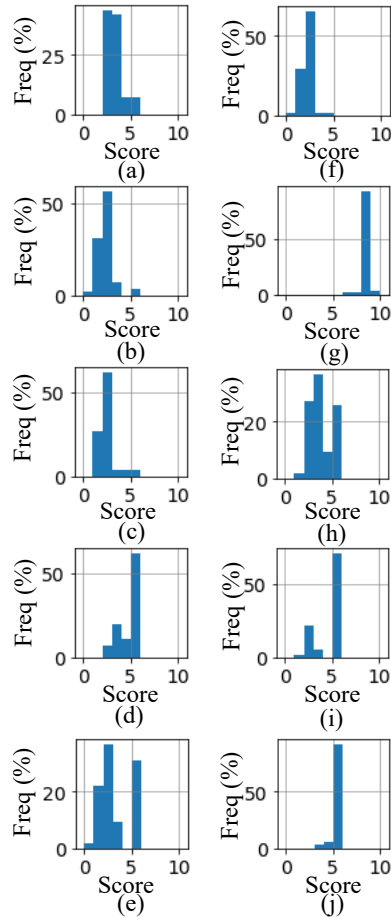 Freq (%)
25
0
0 5 10
Score
(a)
Freq (%)
50
0
0 5 10
Score
(f)
Freq (%)
50
0
0 5 10
Score
(b)
Freq (%)
50
0
0 5 10
Score
(g)
Freq (%)
50
0
0 5 10
Score
(c)
Freq (%)
20
0
0 5 10
Score
(h)
Freq (%)
50
0
0 5 10
Score
(d)
Freq (%)
50
0
0 5 10
Score
(i)
Freq (%)
20
0
0 5 10
Score
(e)
Freq (%)
50
0
0 5 10
Score
(j)